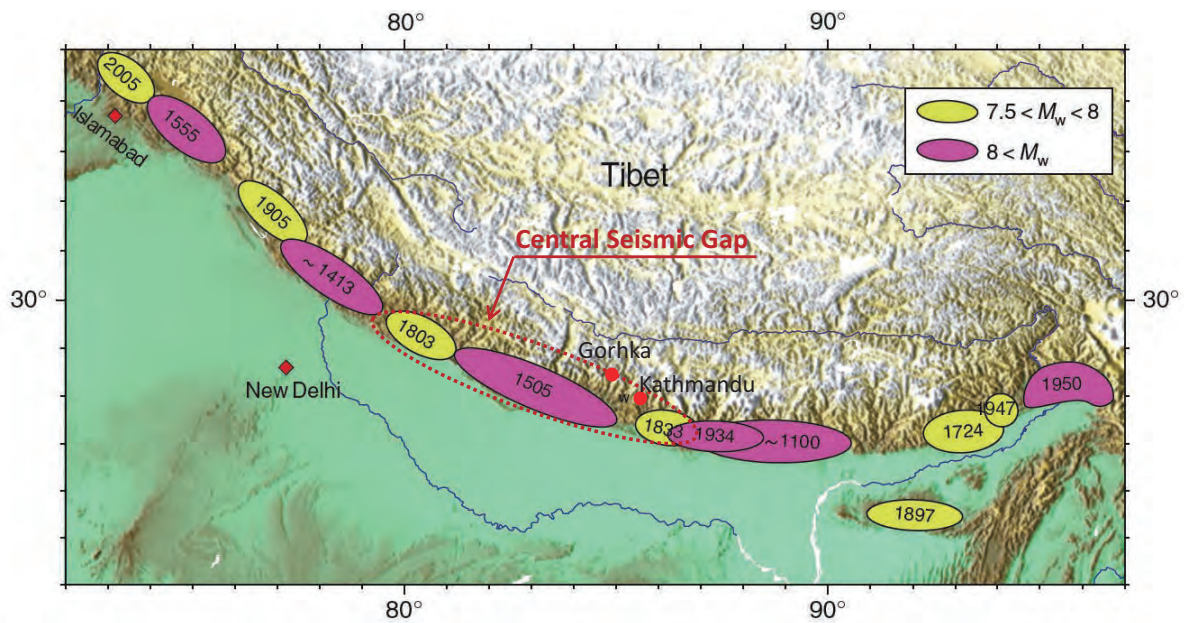 80°
90°
2005
1555
Islamabad
7.5 < Mw < 8
8 < Mw
Tibet
1905
Central Seismic Gap
~ 1413
30°
30°
1803
Gorhka
New Delhi
1505
Kathmandu
w
1833
1934
~1100
1950
1947
1724
1897
80°
90°